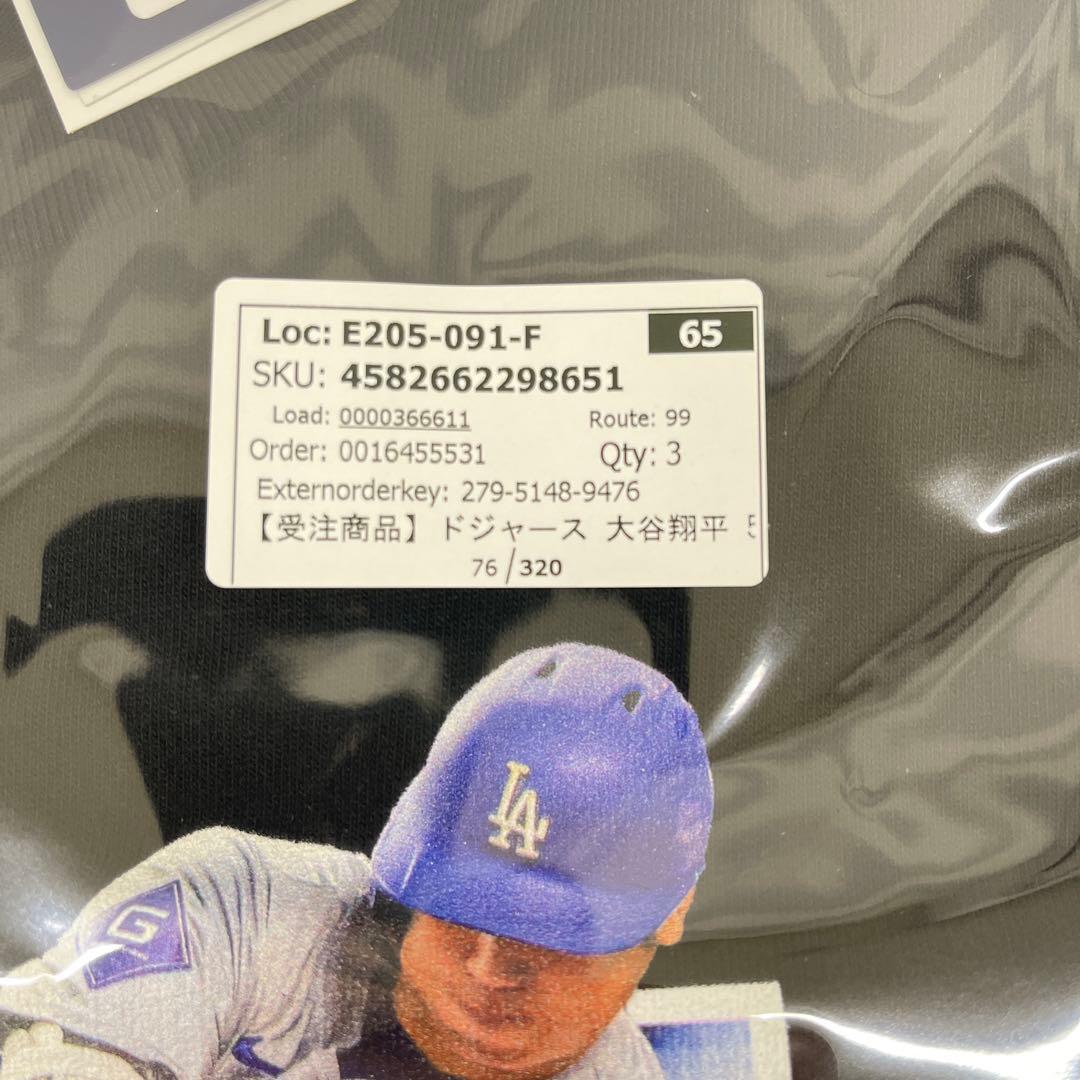 Loc: E205-091-F 65
SKU: 4582662298651
Load: 0000366611 Route: 99
Order: 0016455531 Qty: 3
Externorderkey: 279-5148-9476
【受注商品】ドジャース 大谷翔平
76/320
LA
G